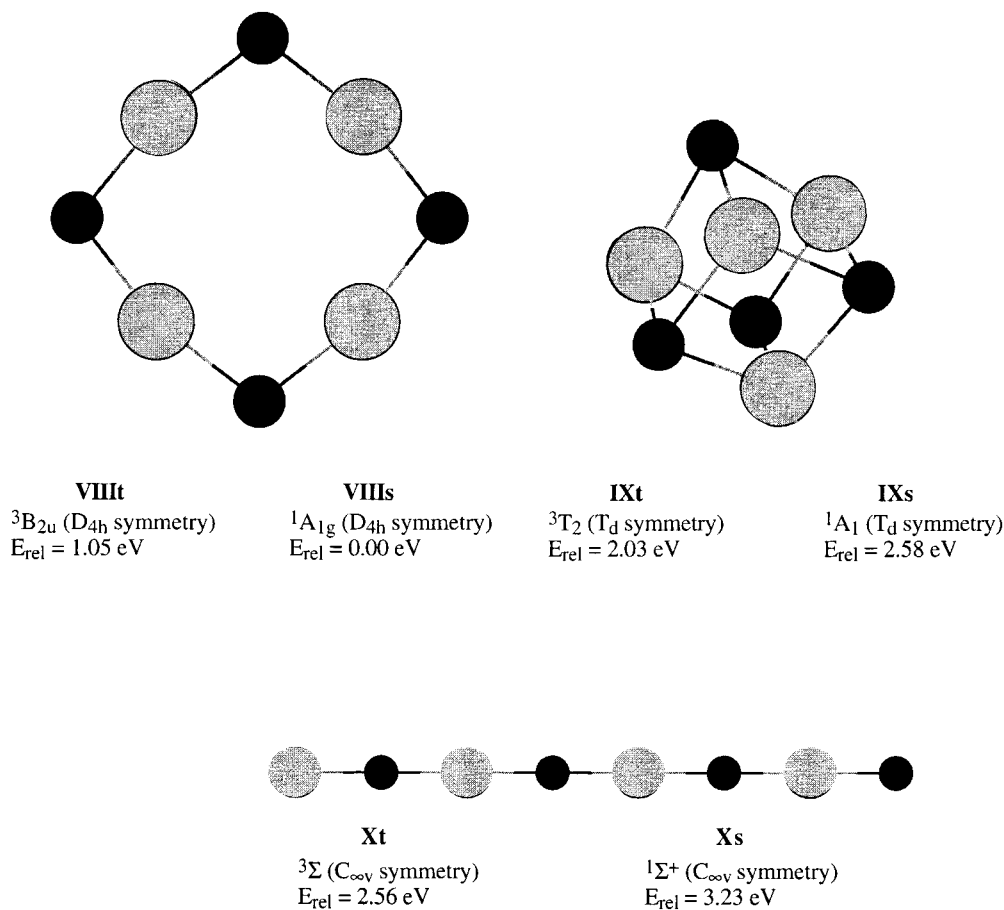 VIIIt
³B₂ᵤ (D₄ₕ symmetry)
E_rel = 1.05 eV
VIIIs
¹A₁g (D₄ₕ symmetry)
E_rel = 0.00 eV
IXt
³T₂ (T_d symmetry)
E_rel = 2.03 eV
IXs
¹A₁ (T_d symmetry)
E_rel = 2.58 eV
Xt
³Σ (C∞v symmetry)
E_rel = 2.56 eV
Xs
¹Σ⁺ (C∞v symmetry)
E_rel = 3.23 eV